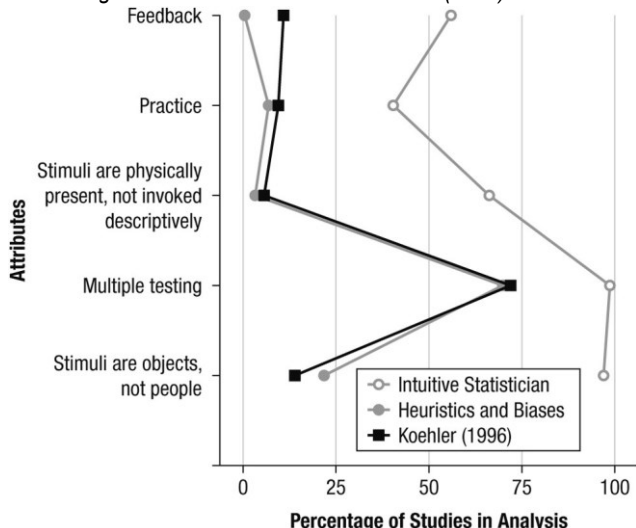 Feedback
Practice
Stimuli are physically
present, not invoked
descriptively
Multiple testing
Stimuli are objects,
not people
Attributes
Intuitive Statistician
Heuristics and Biases
Koehler (1996)
0 25 50 75 100
Percentage of Studies in Analysis